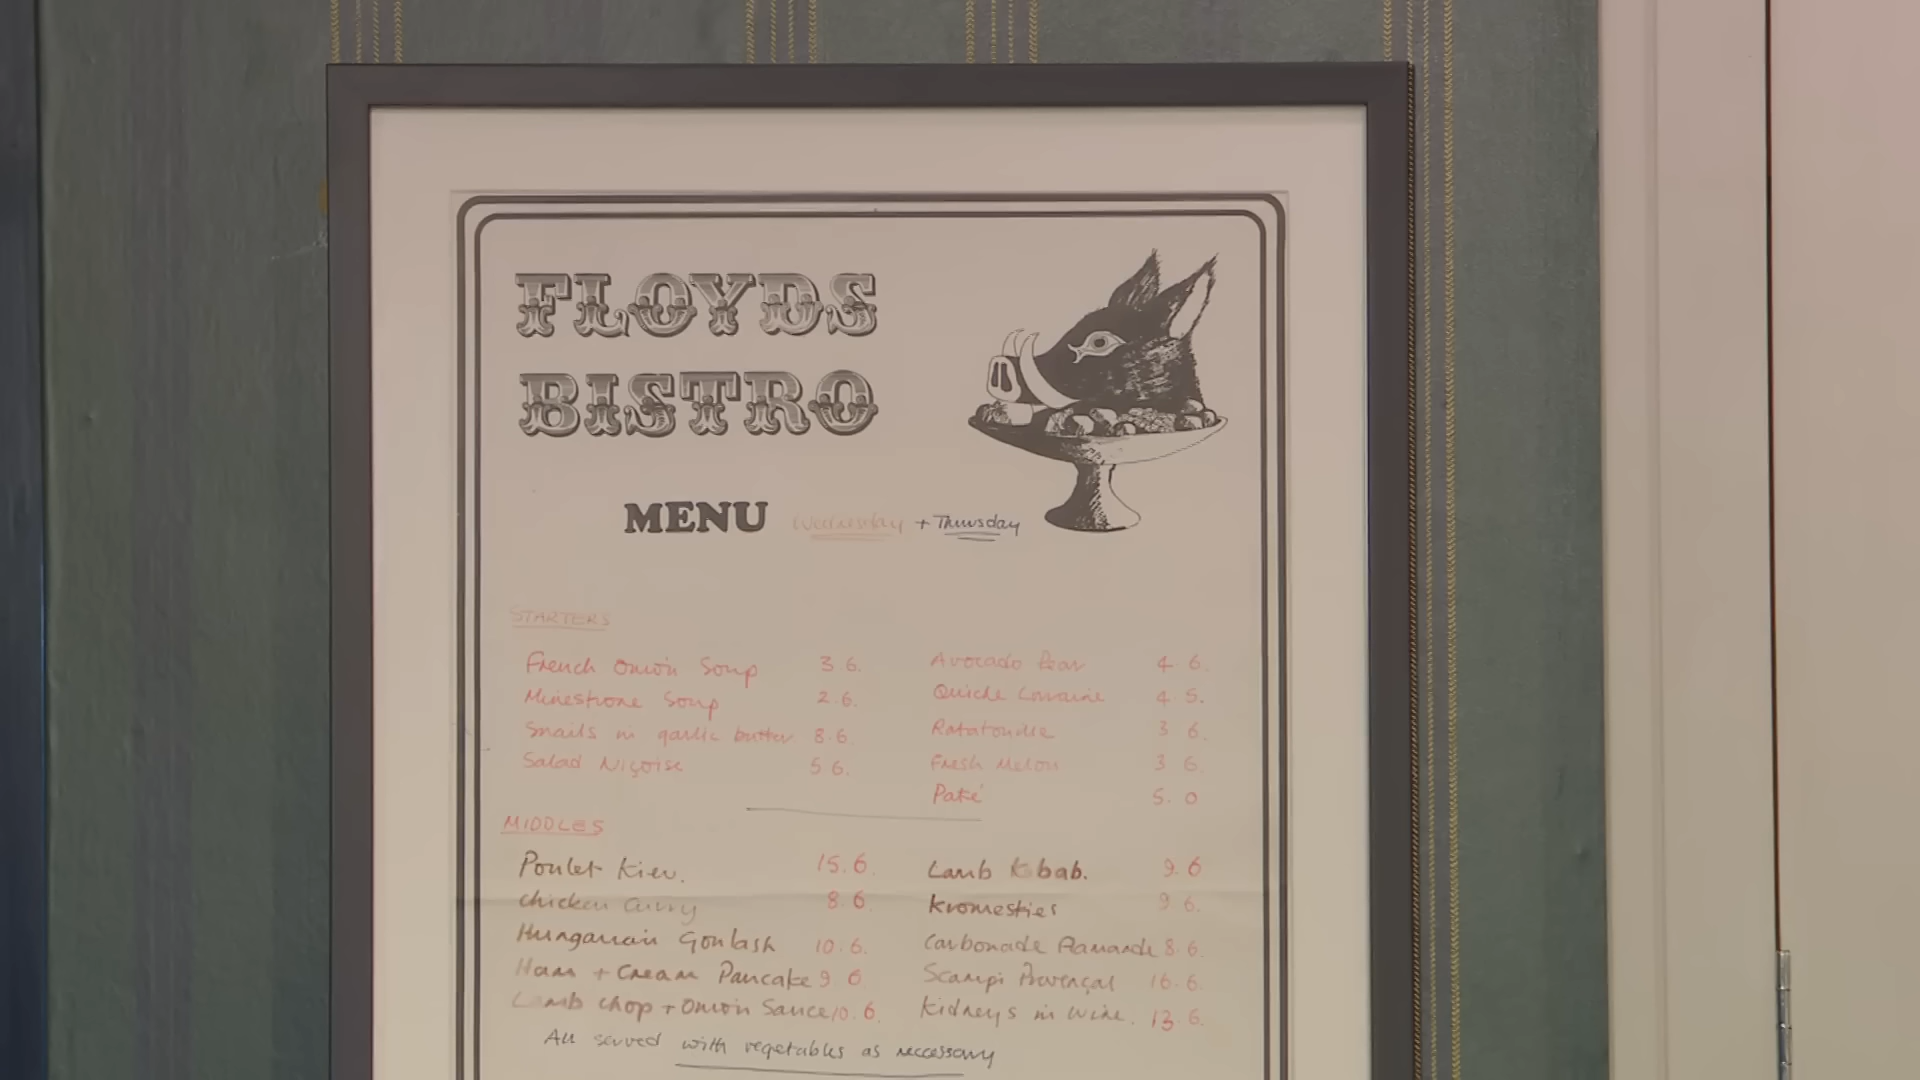 FLOYDS
BISTRO
MENU Wednesday + Thursday
STARTERS
French Onion Soup 3.6.
Minestrone Soup 2.6.
Snails in garlic butter. 8.6.
Salad Niçoise 5 6.
Avocado Pear 4 6.
Quiche Lorraine 4 5.
Ratatouille 3 6.
Fresh Melon 3 6.
Paté 5. 0
MIDDLES
Poulet Kiev. 15.6.
Chicken Curry 8.6.
Hungarian Goulash 10.6.
Ham + Cream Pancake 9 6.
Lamb chop + Onion Sauce 10.6.
Lamb Kebab. 9.6
Kromeskies 9 6.
Carbonade Flamande 8.6.
Scampi Provençal 16.6.
Kidneys in Wine. 13.6.
All served with vegetables as necessary